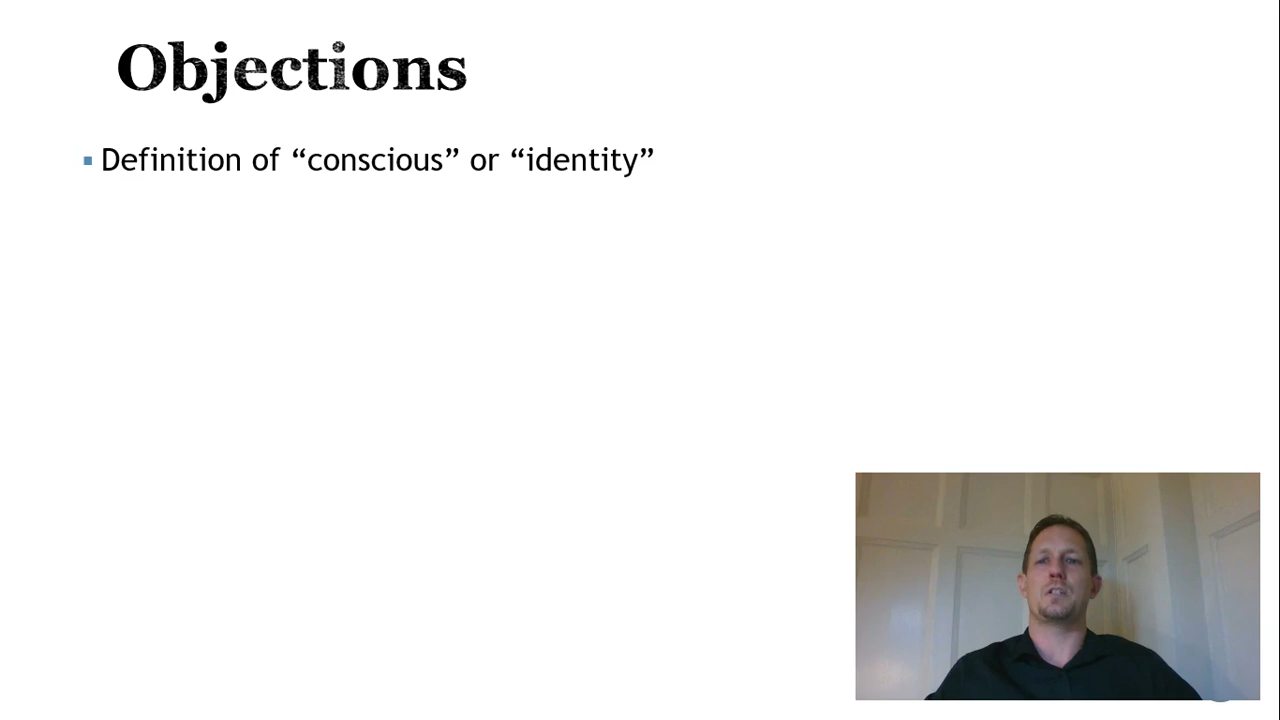 Objections
Definition of “conscious” or “identity”